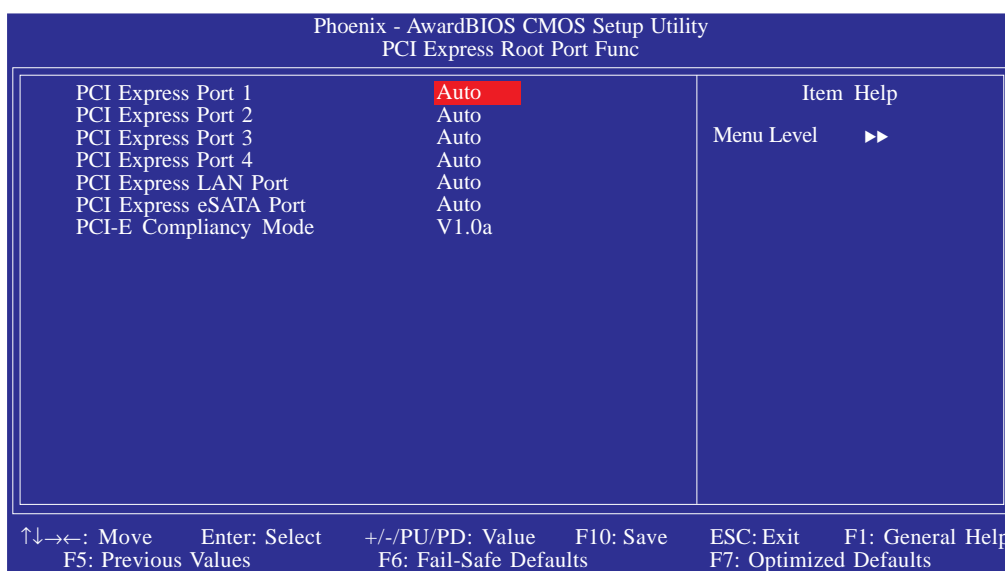 Phoenix - AwardBIOS CMOS Setup Utility
PCI Express Root Port Func
PCI Express Port 1 Auto
PCI Express Port 2 Auto
PCI Express Port 3 Auto
PCI Express Port 4 Auto
PCI Express LAN Port Auto
PCI Express eSATA Port Auto
PCI-E Compliancy Mode V1.0a
Item Help
Menu Level ▶▶
↑↓→←: Move Enter: Select +/-/PU/PD: Value F10: Save ESC: Exit F1: General Help
F5: Previous Values F6: Fail-Safe Defaults F7: Optimized Defaults